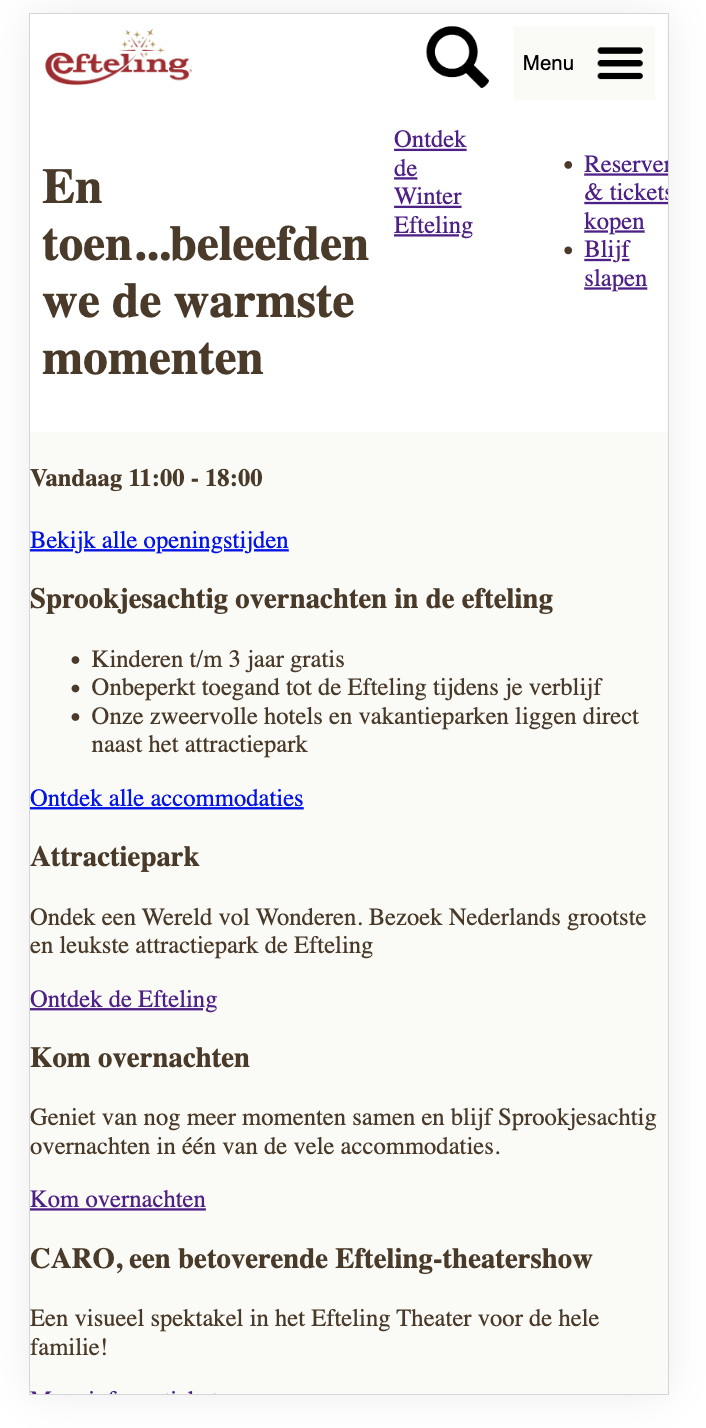 efteling
Menu
En
toen...beleefden
we de warmste
momenten
Ontdek
de
Winter
Efteling
& tickets
kopen
Blijf
slapen
Vandaag 11:00 - 18:00
Bekijk alle openingstijden
Sprookjesachtig overnachten in de efteling
Kinderen t/m 3 jaar gratis
Onbeperkt toegand tot de Efteling tijdens je verblijf
Onze zweervolle hotels en vakantieparken liggen direct
naast het attractiepark
Ontdek alle accommodaties
Attractiepark
Ondek een Wereld vol Wonderen. Bezoek Nederlands grootste
en leukste attractiepark de Efteling
Ontdek de Efteling
Kom overnachten
Geniet van nog meer momenten samen en blijf Sprookjesachtig
overnachten in één van de vele accommodaties.
Kom overnachten
CARO, een betoverende Efteling-theatershow
Een visueel spektakel in het Efteling Theater voor de hele
familie!